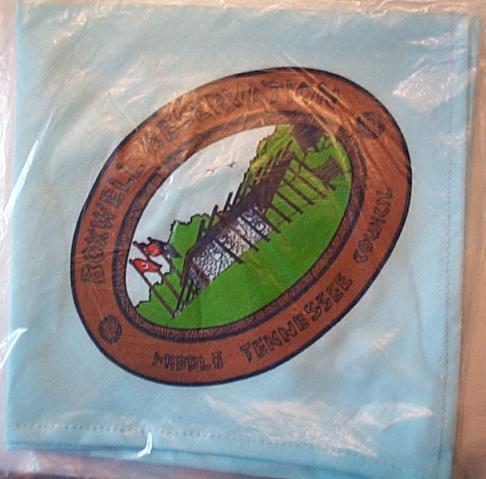 BOXWELL RESERVATION
MIDDLE TENNESSEE COUNCIL